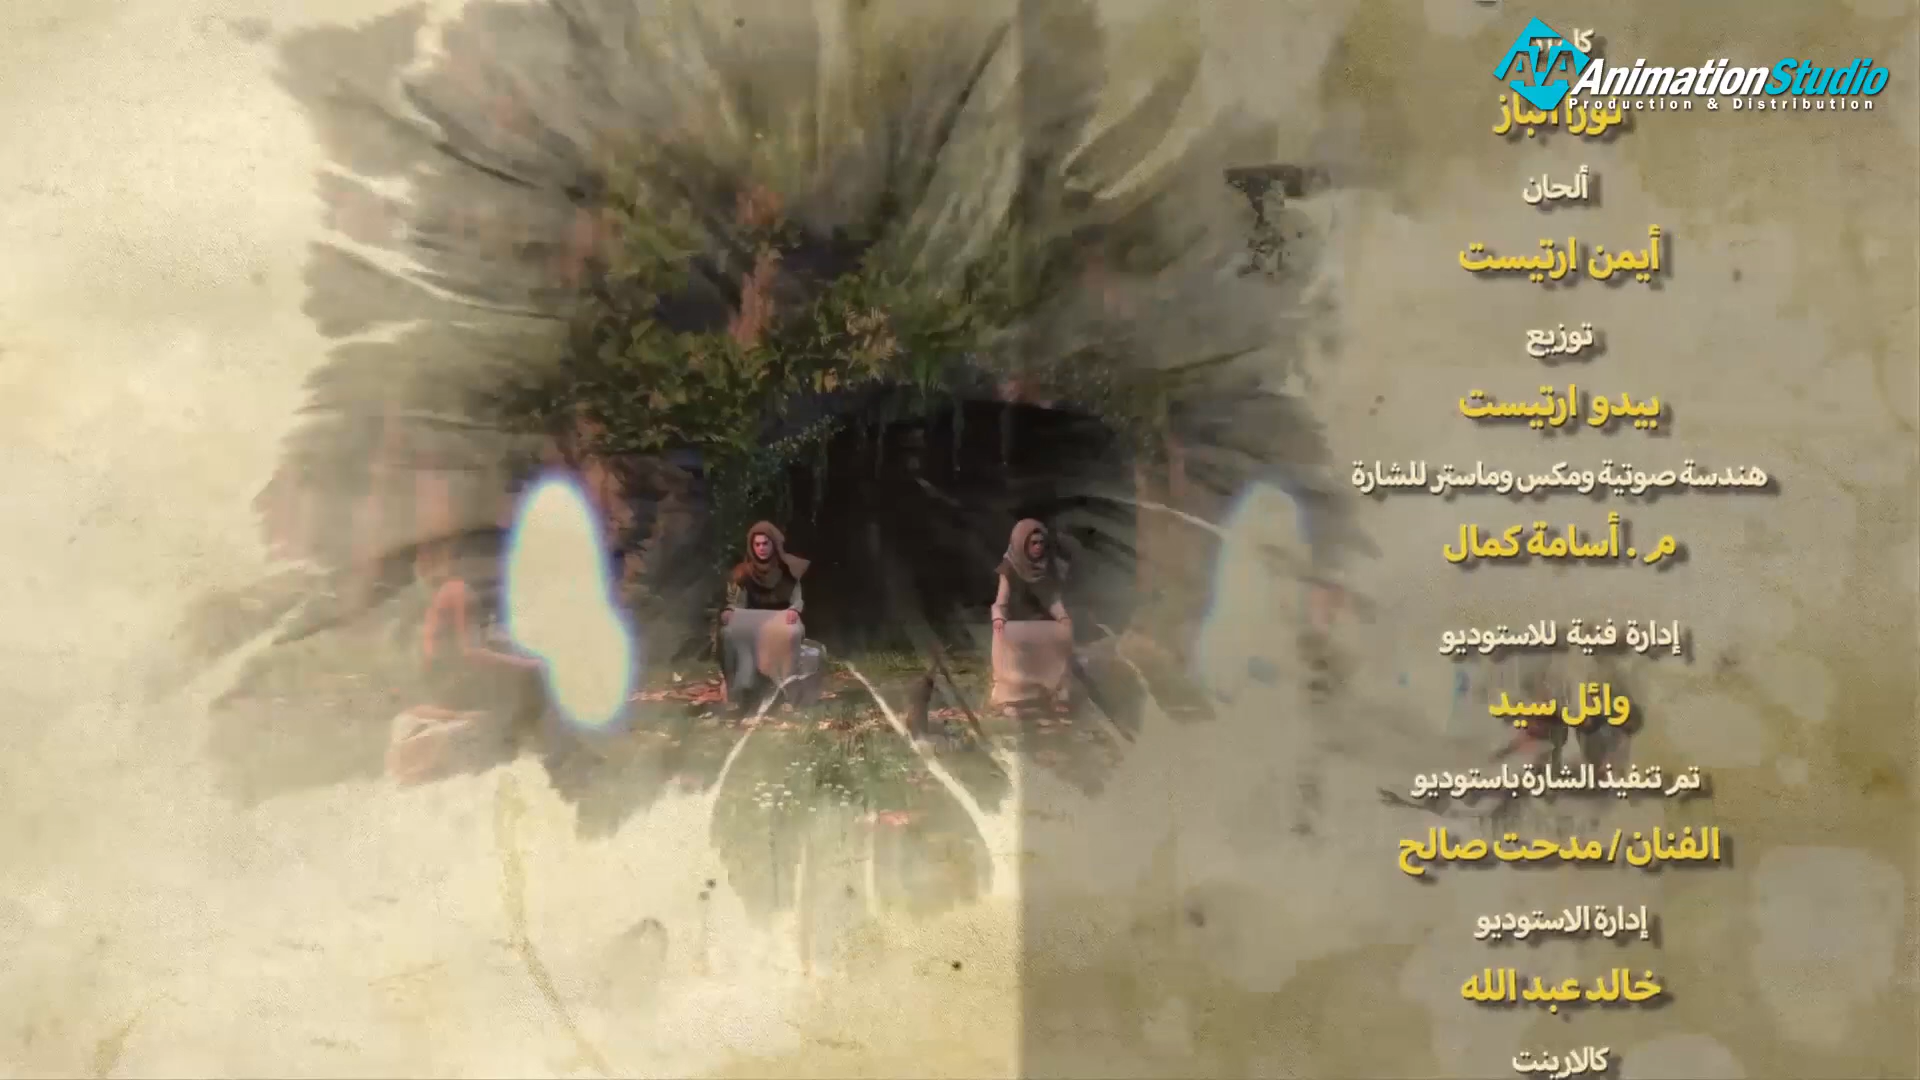 AWA AnimationStudio
Production & Distribution
ألحان
أيمن ارتيست
توزيع
بيدو ارتيست
هندسة صوتية ومكس وماستر للشارة
م . أسامة كمال
إدارة فنية للاستوديو
وائل سيد
تم تنفيذ الشارة باستوديو
الفنان / مدحت صالح
إدارة الاستوديو
خالد عبد الله
كالارينت